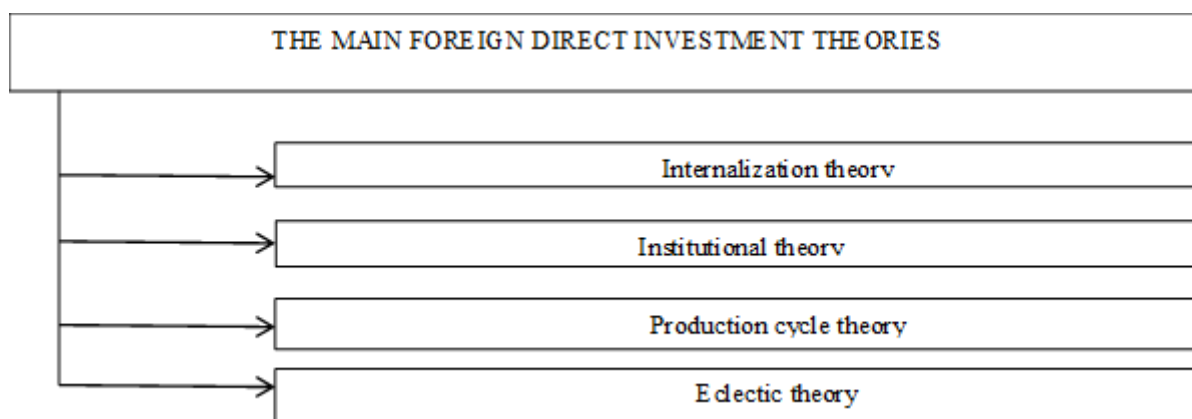 THE MAIN FOREIGN DIRECT INVESTMENT THEORIES
Internalization theory
Institutional theory
Production cycle theory
Eclectic theory